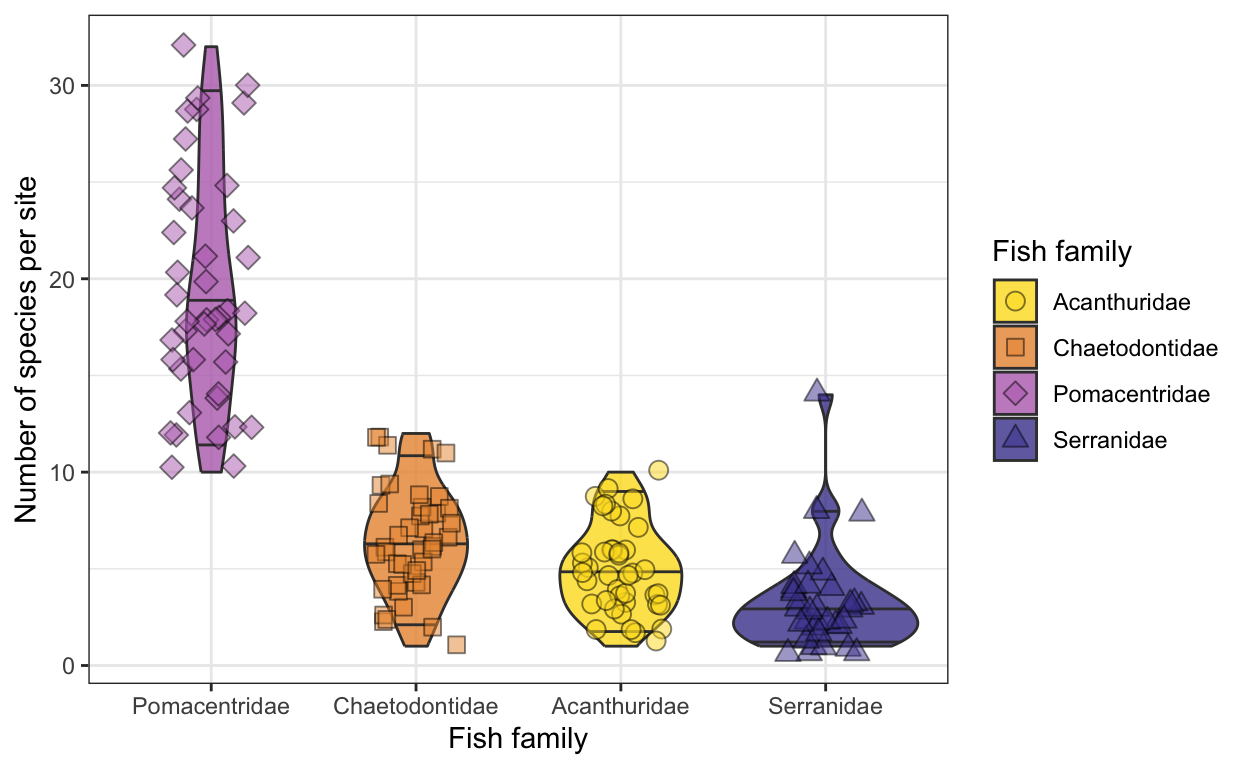 Number of species per site
30
20
10
0
Pomacentridae Chaetodontidae Acanthuridae Serranidae
Fish family
Fish family
Acanthuridae
Chaetodontidae
Pomacentridae
Serranidae